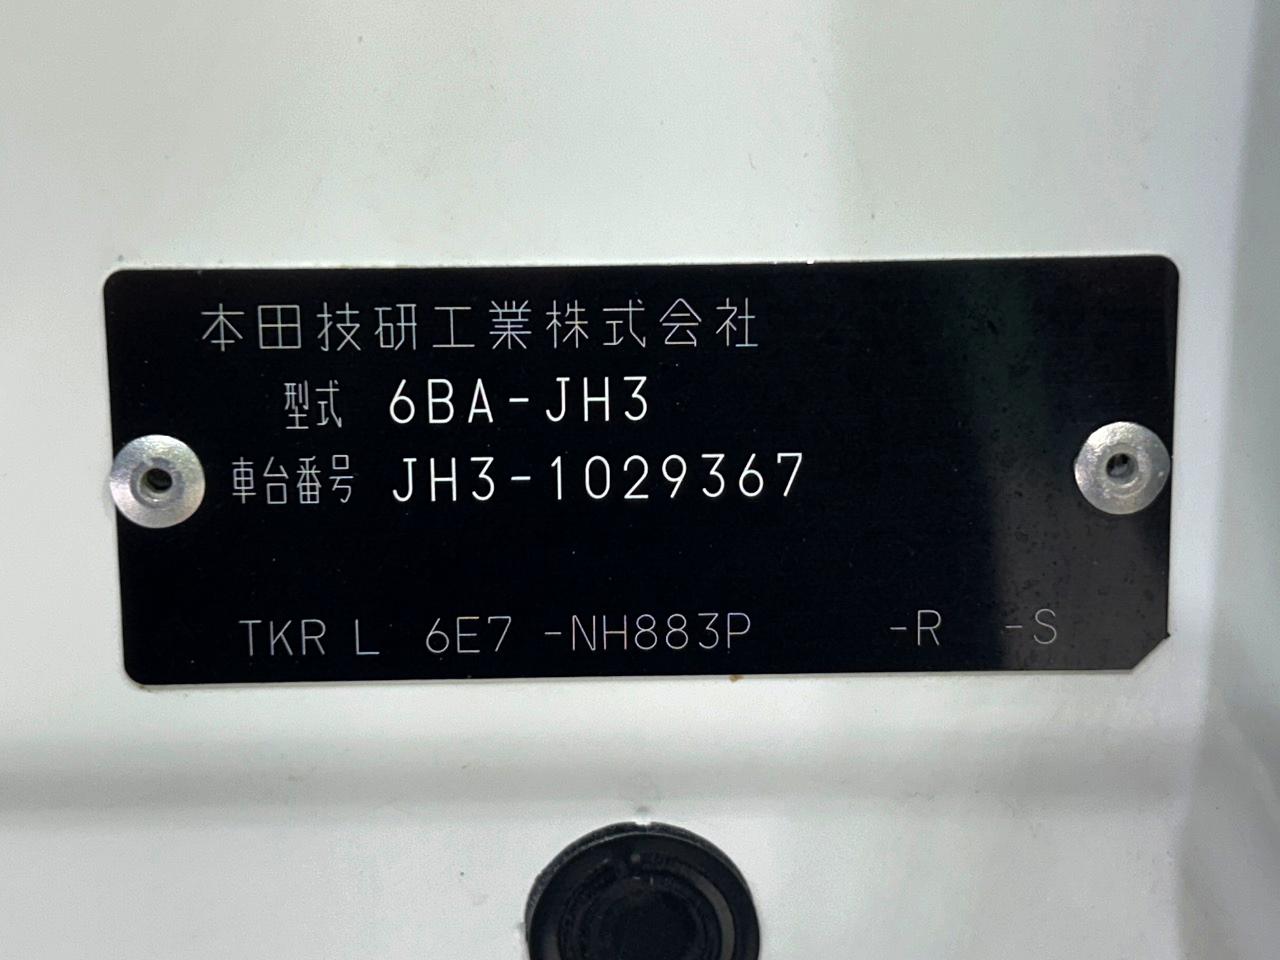 本田技研工業株式会社
型式 6BA-JH3
車台番号 JH3-1029367
TKR L 6E7 -NH883P -R -S